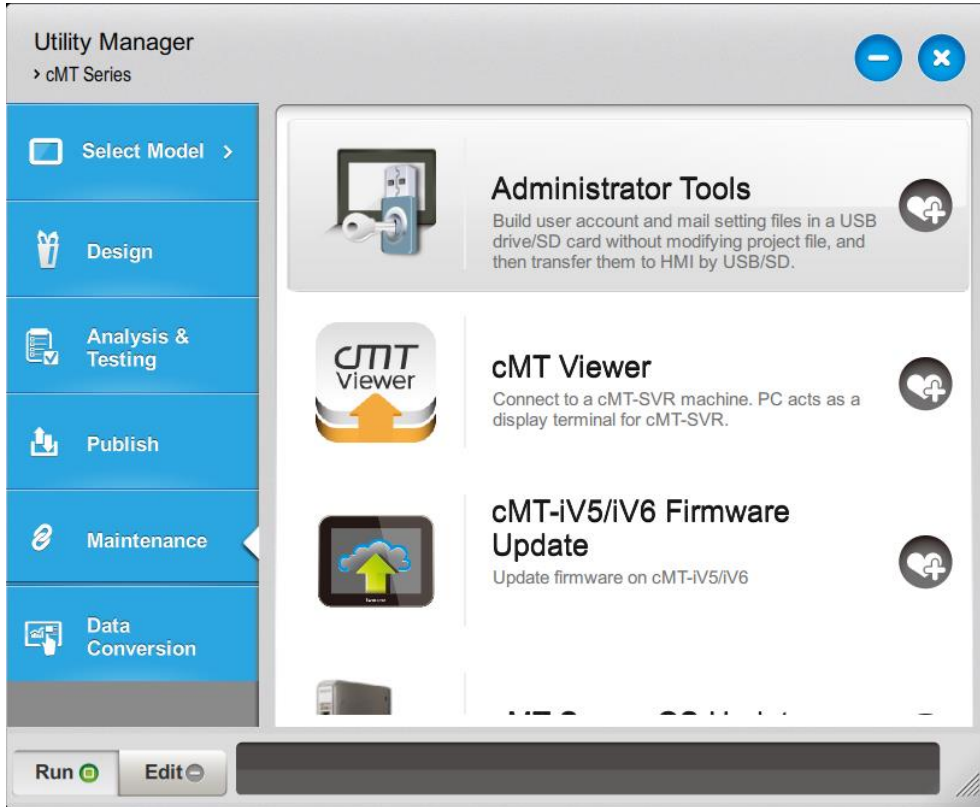 Utility Manager
› cMT Series
Select Model >
Design
Analysis &
Testing
Publish
Maintenance
Data
Conversion
Administrator Tools
Build user account and mail setting files in a USB
drive/SD card without modifying project file, and
then transfer them to HMI by USB/SD.
cMT
Viewer
cMT Viewer
Connect to a cMT-SVR machine. PC acts as a
display terminal for cMT-SVR.
cMT-iV5/iV6 Firmware
Update
Update firmware on cMT-iV5/iV6
Run
Edit